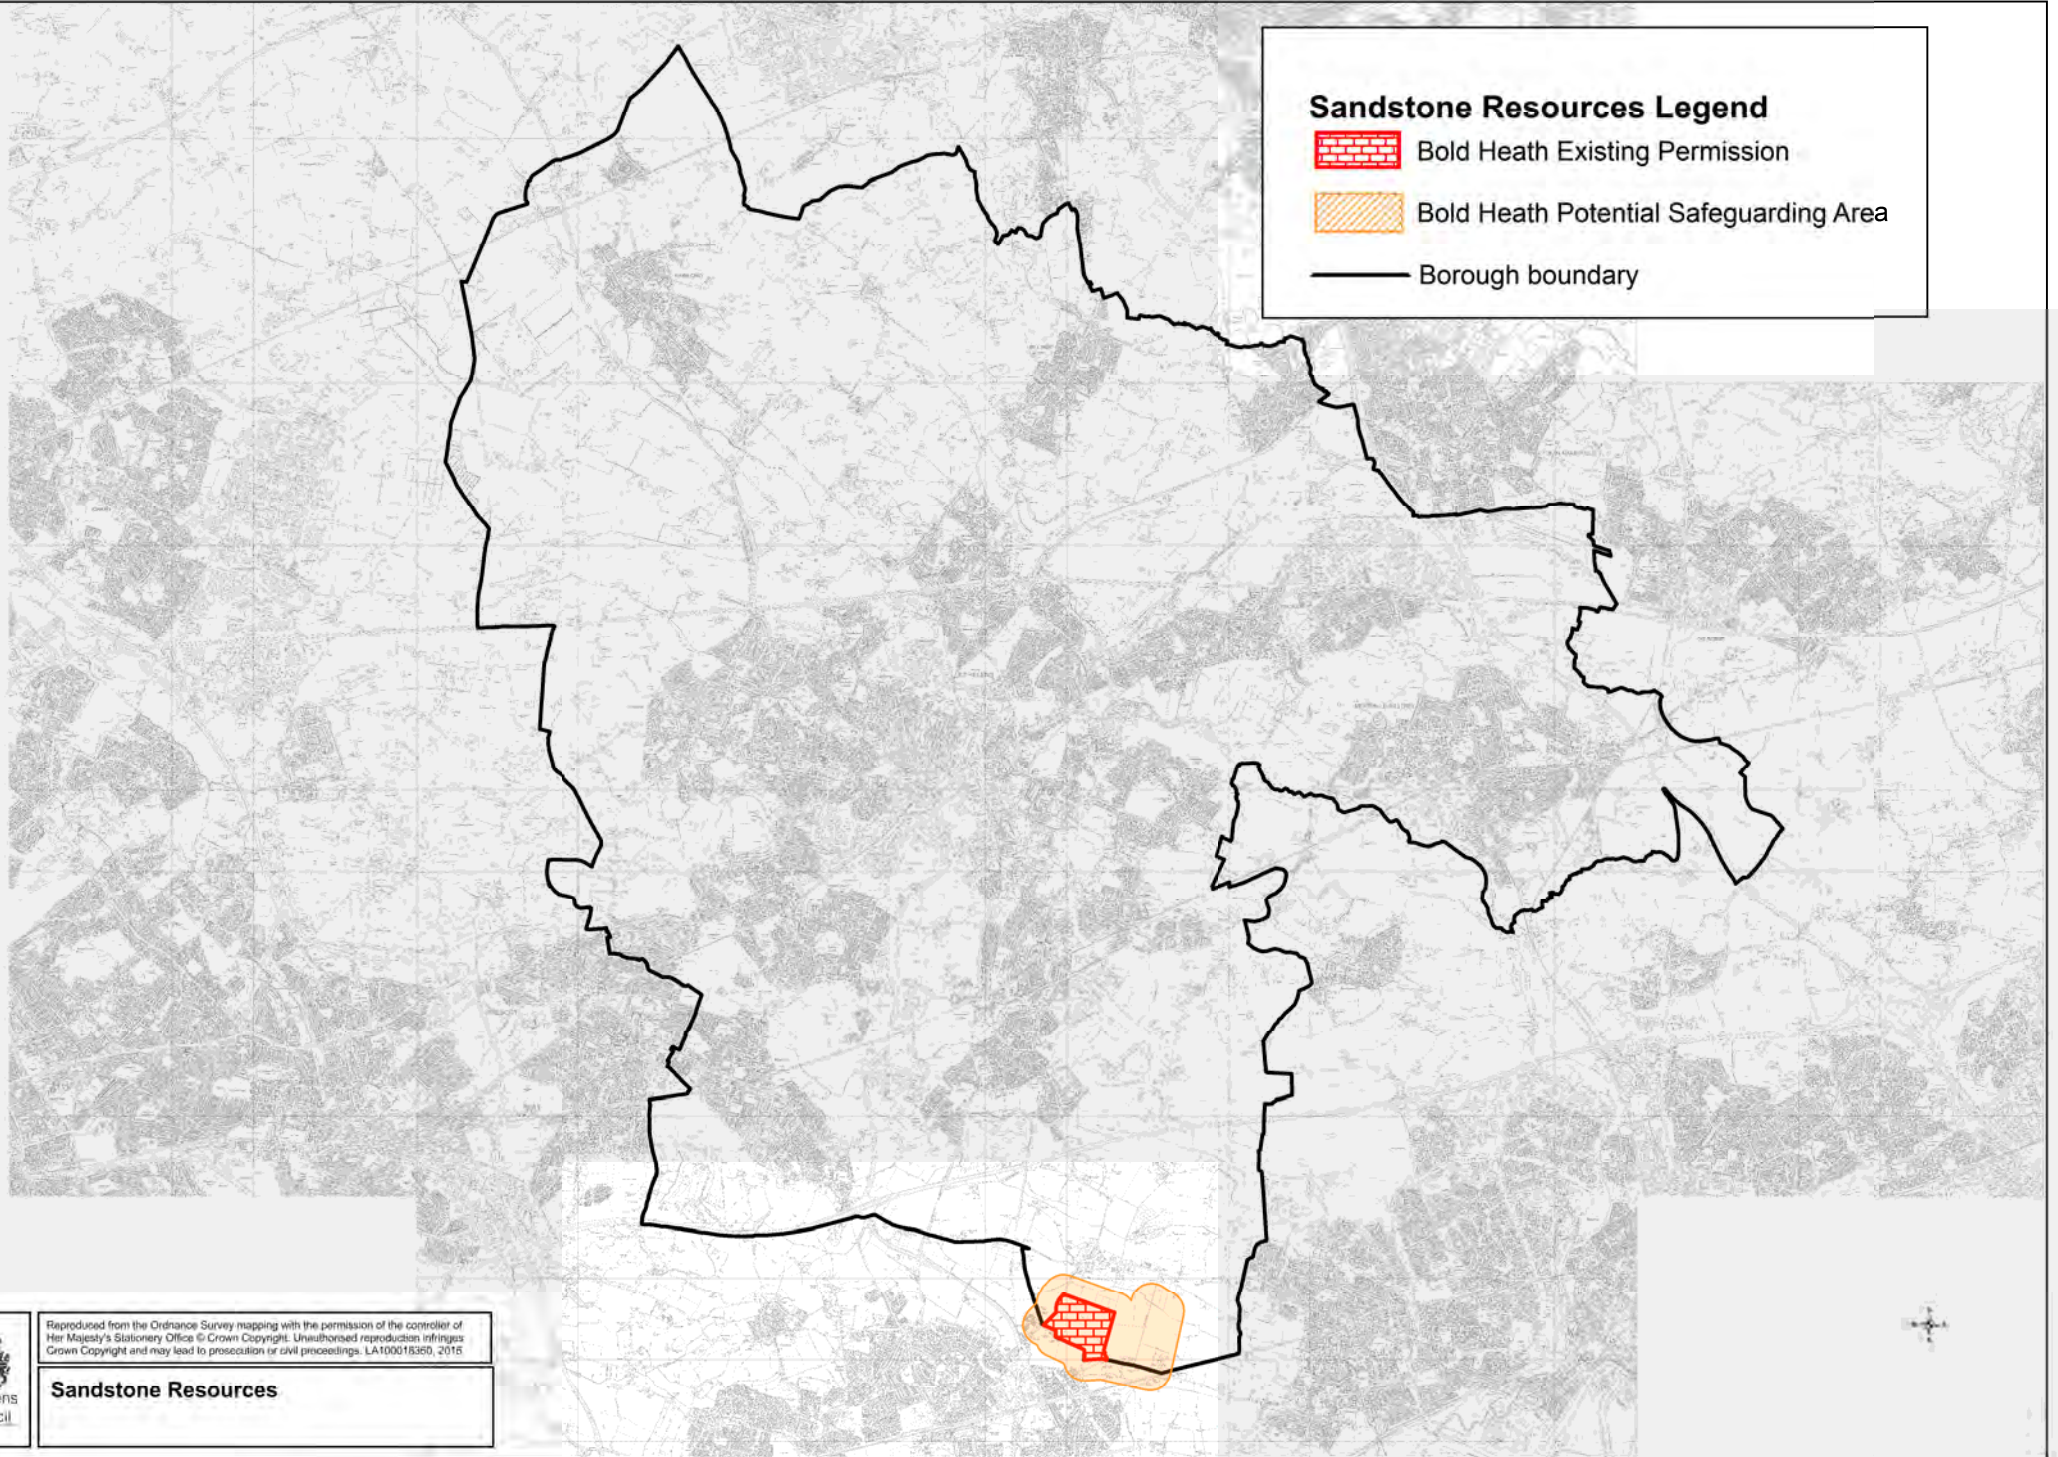 Sandstone Resources Legend
Bold Heath Existing Permission
Bold Heath Potential Safeguarding Area
Borough boundary
Reproduced from the Ordnance Survey mapping with the permission of the controller of
Her Majesty's Stationery Office © Crown Copyright. Unauthorised reproduction infringes
Crown Copyright and may lead to prosecution or civil proceedings. LA100018360, 2016
Sandstone Resources